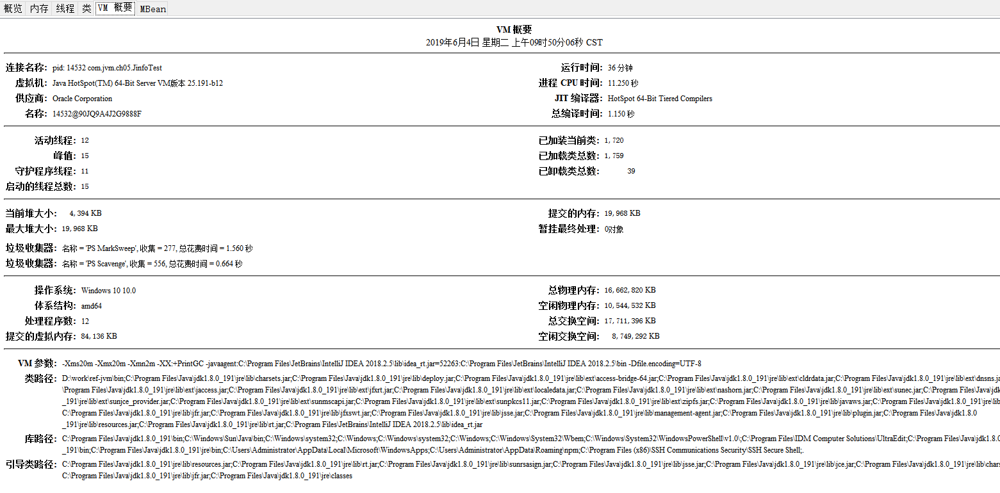 概览 内存 线程 类 VM 概要 MBean
VM 概要
2019年6月4日 星期二 上午09时50分06秒 CST
连接名称: pid: 14532 com.jvm.ch05.JinfoTest
虚拟机: Java HotSpot(TM) 64-Bit Server VM版本 25.191-b12
供应商: Oracle Corporation
名称: 14532@90JQ9A4J2G9888F
运行时间: 36 分钟
进程 CPU 时间: 11.250 秒
JIT 编译器: HotSpot 64-Bit Tiered Compilers
总编译时间: 1.150 秒
活动线程: 12
峰值: 15
守护程序线程: 11
启动的线程总数: 15
已加装当前类: 1,720
已加载类总数: 1,759
已卸载类总数: 39
当前堆大小: 4,394 KB
最大堆大小: 19,968 KB
提交的内存: 19,968 KB
暂挂最终处理: 0对象
垃圾收集器: 名称 = 'PS MarkSweep', 收集 = 277, 总花费时间 = 1.560 秒
垃圾收集器: 名称 = 'PS Scavenge', 收集 = 556, 总花费时间 = 0.664 秒
操作系统: Windows 10 10.0
体系结构: amd64
处理程序数: 12
提交的虚拟内存: 84,136 KB
总物理内存: 16,662,820 KB
空闲物理内存: 10,544,532 KB
总交换空间: 17,711,396 KB
空闲交换空间: 8,749,292 KB
VM 参数: -Xms20m -Xmx20m -Xmn2m -XX:+PrintGC -javaagent:C:\Program Files\JetBrains\IntelliJ IDEA 2018.2.5\lib\idea_rt.jar=52263:C:\Program Files\JetBrains\IntelliJ IDEA 2018.2.5\bin -Dfile.encoding=UTF-8
类路径: D:\work\ref-jvm\bin;C:\Program Files\Java\jdk1.8.0_191\jre\lib\charsets.jar;C:\Program Files\Java\jdk1.8.0_191\jre\lib\deploy.jar;C:\Program Files\Java\jdk1.8.0_191\jre\lib\ext\access-bridge-64.jar;C:\Program Files\Java\jdk1.8.0_191\jre\lib\ext\cldrdata.jar;C:\Program Files\Java\jdk1.8.0_191\jre\lib\ext\dnsns.ja
\Program Files\Java\jdk1.8.0_191\jre\lib\ext\jaccess.jar;C:\Program Files\Java\jdk1.8.0_191\jre\lib\ext\jfxrt.jar;C:\Program Files\Java\jdk1.8.0_191\jre\lib\ext\localedata.jar;C:\Program Files\Java\jdk1.8.0_191\jre\lib\ext\nashorn.jar;C:\Program Files\Java\jdk1.8.0_191\jre\lib\ext\sunec.jar;C:\Program Files\Java\jdk
_191\jre\lib\ext\sunjce_provider.jar;C:\Program Files\Java\jdk1.8.0_191\jre\lib\ext\sunmscapi.jar;C:\Program Files\Java\jdk1.8.0_191\jre\lib\ext\sunpkcs11.jar;C:\Program Files\Java\jdk1.8.0_191\jre\lib\ext\zipfs.jar;C:\Program Files\Java\jdk1.8.0_191\jre\lib\javaws.jar;C:\Program Files\Java\jdk1.8.0_191\jre\lib
C:\Program Files\Java\jdk1.8.0_191\jre\lib\jfr.jar;C:\Program Files\Java\jdk1.8.0_191\jre\lib\jfxswt.jar;C:\Program Files\Java\jdk1.8.0_191\jre\lib\jsse.jar;C:\Program Files\Java\jdk1.8.0_191\jre\lib\management-agent.jar;C:\Program Files\Java\jdk1.8.0_191\jre\lib\plugin.jar;C:\Program Files\Java\jdk1.8.0
_191\jre\lib\resources.jar;C:\Program Files\Java\jdk1.8.0_191\jre\lib\rt.jar;C:\Program Files\JetBrains\IntelliJ IDEA 2018.2.5\lib\idea_rt.jar
库路径: C:\Program Files\Java\jdk1.8.0_191\bin;C:\Windows\Sun\Java\bin;C:\Windows\system32;C:\Windows;C:\Windows\system32;C:\Windows;C:\Windows\System32\Wbem;C:\Windows\System32\WindowsPowerShell\v1.0\;C:\Program Files\IDM Computer Solutions\UltraEdit;C:\Program Files\Java\jdk1.8.0
_191\bin;C:\Program Files\Java\jdk1.8.0_191\jre\bin;C:\Users\Administrator\AppData\Local\Microsoft\WindowsApps;C:\Users\Administrator\AppData\Roaming\npm;C:\Program Files (x86)\SSH Communications Security\SSH Secure Shell;.
引导类路径: C:\Program Files\Java\jdk1.8.0_191\jre\lib\resources.jar;C:\Program Files\Java\jdk1.8.0_191\jre\lib\rt.jar;C:\Program Files\Java\jdk1.8.0_191\jre\lib\sunrsasign.jar;C:\Program Files\Java\jdk1.8.0_191\jre\lib\jsse.jar;C:\Program Files\Java\jdk1.8.0_191\jre\lib\jce.jar;C:\Program Files\Java\jdk1.8.0_191\jre\lib\char
C:\Program Files\Java\jdk1.8.0_191\jre\lib\jfr.jar;C:\Program Files\Java\jdk1.8.0_191\jre\classes